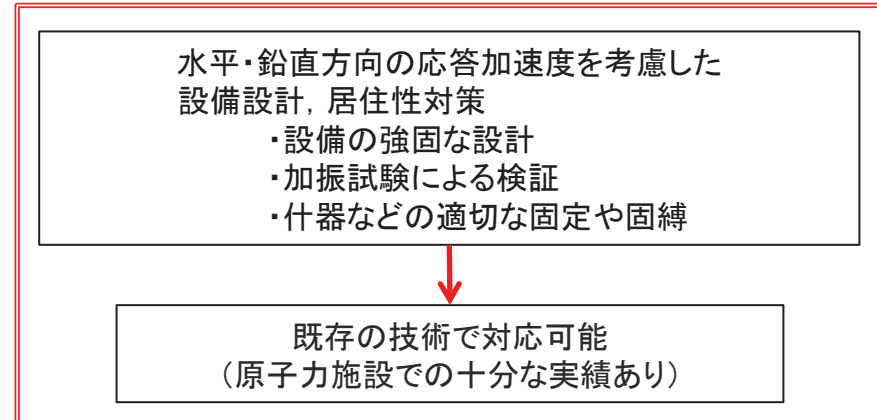 水平・鉛直方向の応答加速度を考慮した
設備設計，居住性対策
・設備の強固な設計
・加振試験による検証
・什器などの適切な固定や固縛
既存の技術で対応可能
（原子力施設での十分な実績あり）